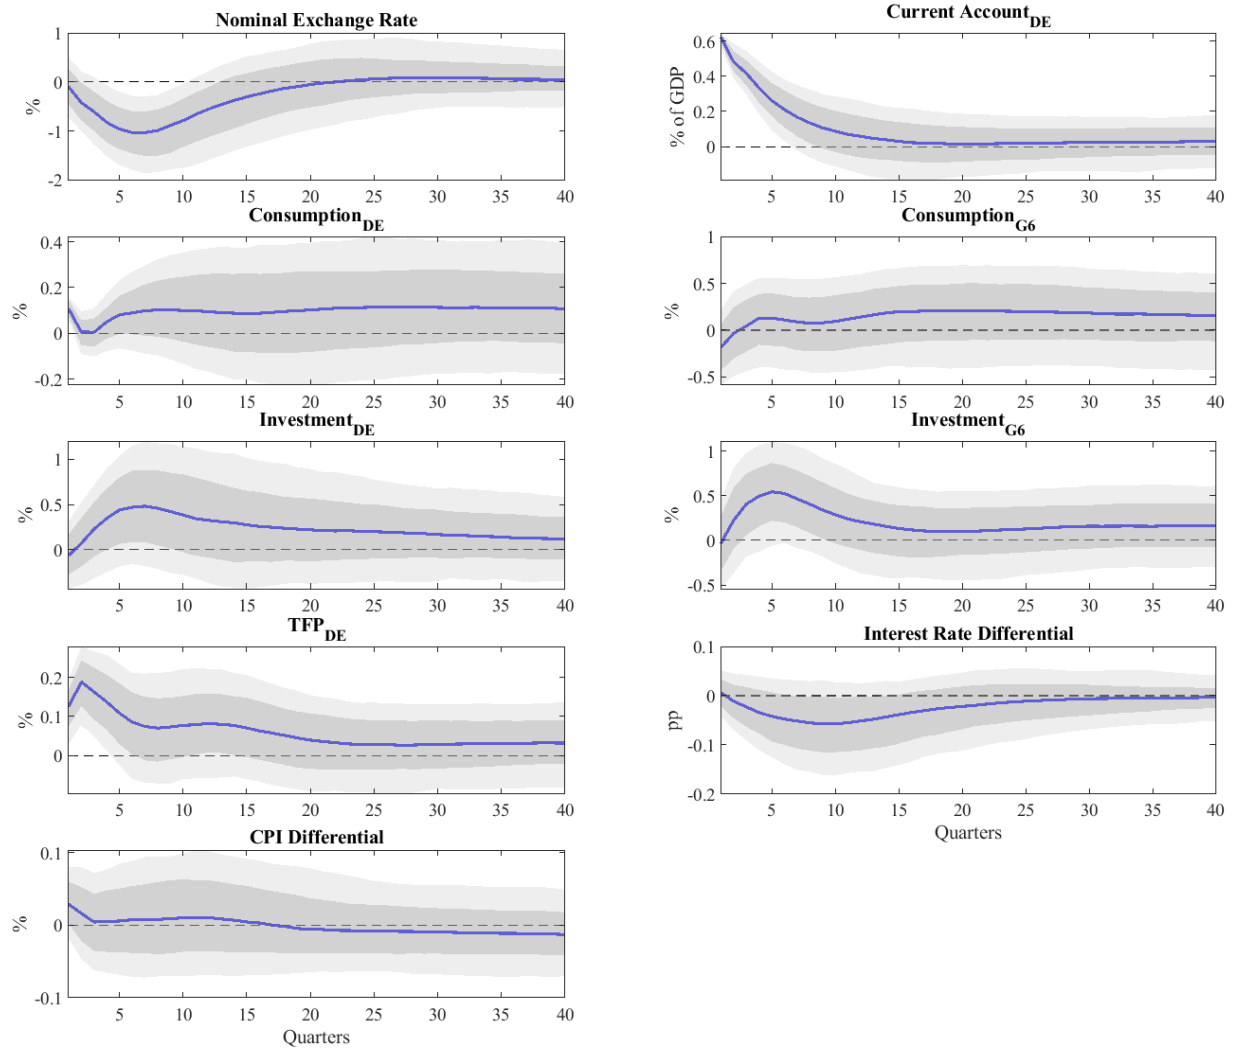 Nominal Exchange Rate
1
0
-1
-2
%
5 10 15 20 25 30 35 40
Current Account_DE
0.6
0.4
0.2
0
% of GDP
5 10 15 20 25 30 35 40
Consumption_DE
0.4
0.2
0
-0.2
%
5 10 15 20 25 30 35 40
Consumption_G6
1
0.5
0
-0.5
%
5 10 15 20 25 30 35 40
Investment_DE
1
0.5
0
%
5 10 15 20 25 30 35 40
Investment_G6
1
0.5
0
-0.5
%
5 10 15 20 25 30 35 40
TFP_DE
0.2
0.1
0
%
5 10 15 20 25 30 35 40
Interest Rate Differential
0.1
0
-0.1
-0.2
pp
5 10 15 20 25 30 35 40
Quarters
CPI Differential
0.1
0
-0.1
%
5 10 15 20 25 30 35 40
Quarters